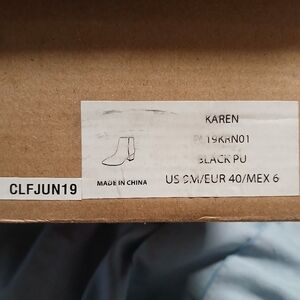 KAREN
19KRN01
BLACK PU
US 9M/EUR 40/MEX 6
MADE IN CHINA
CLFJUN19